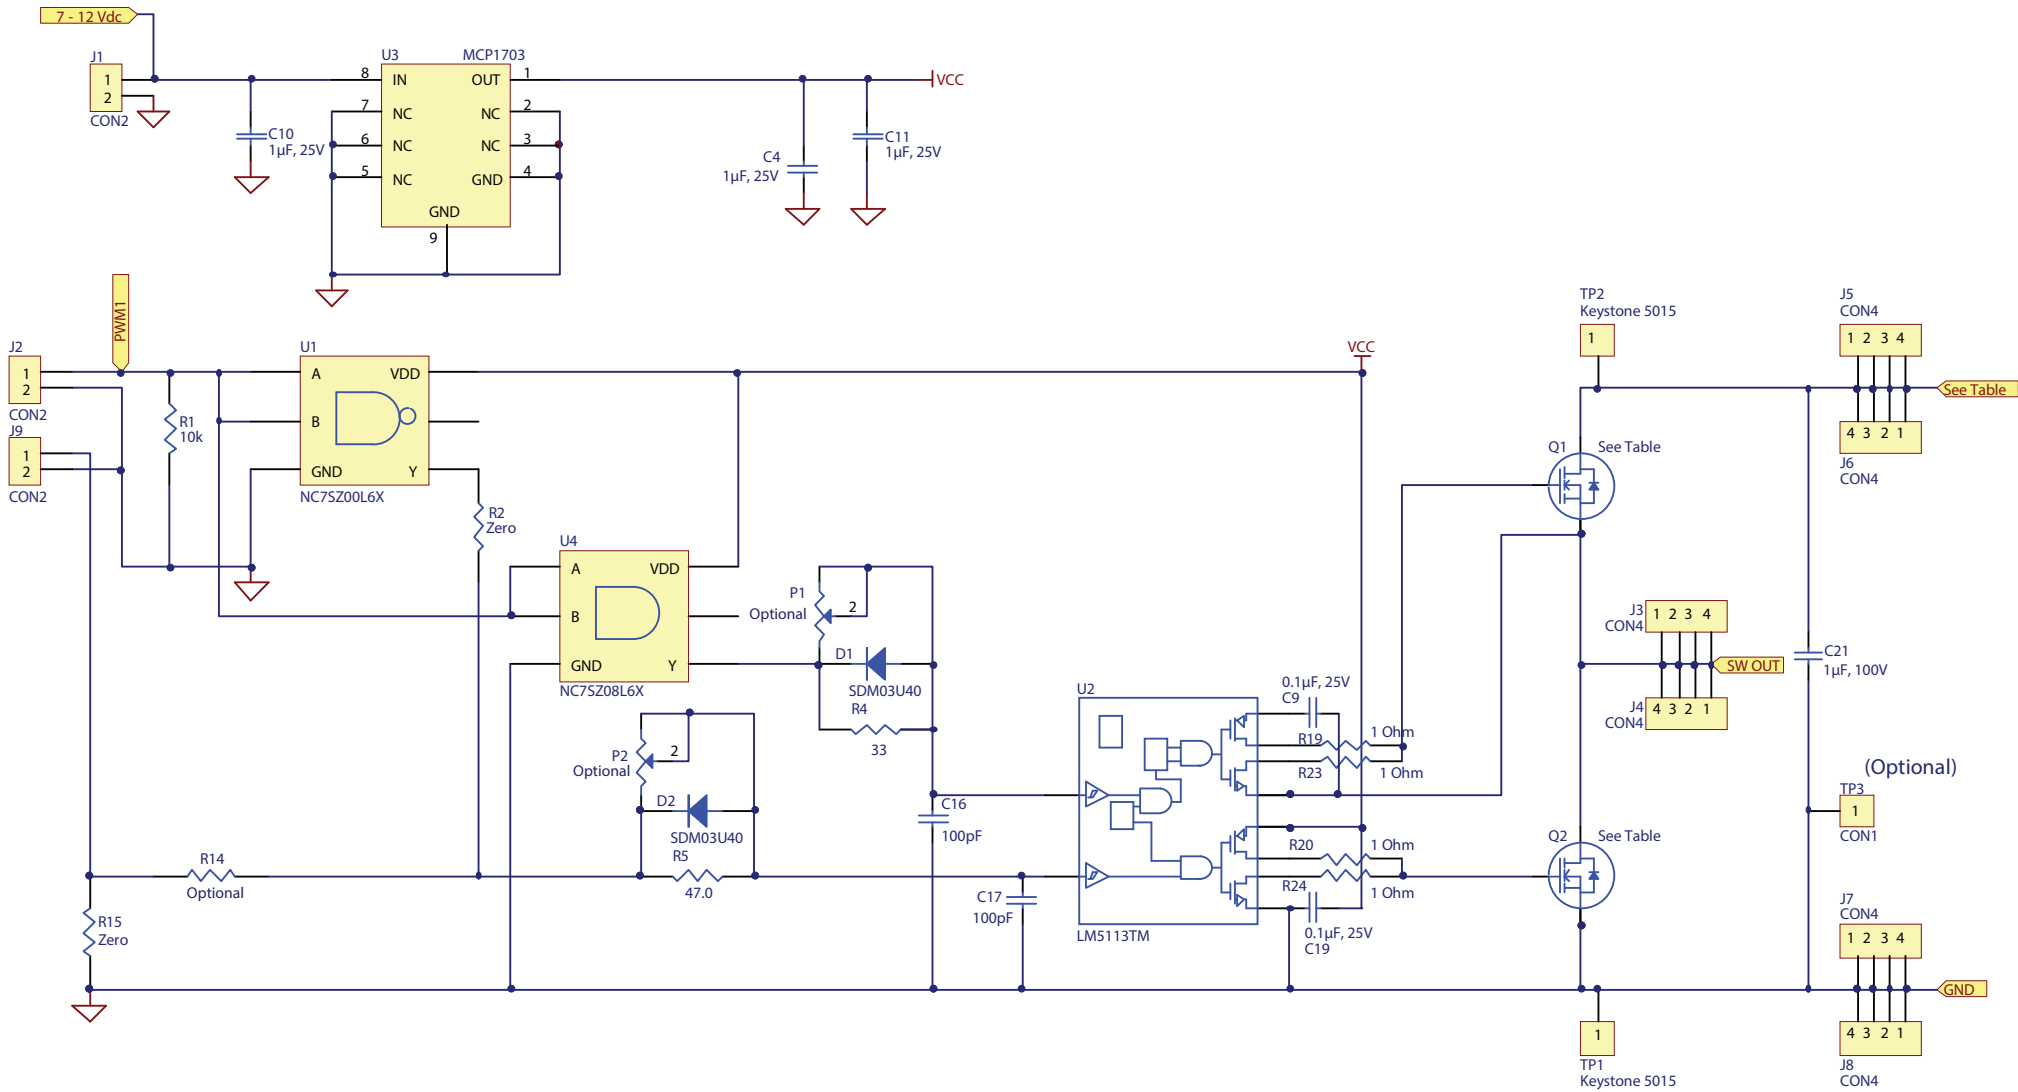 7 - 12 Vdc
J1
1
2
CON2
C10
1µF, 25V
U3
MCP1703
8
IN
OUT
1
7
NC
NC
2
6
NC
NC
3
5
NC
GND
4
GND
9
C4
1µF, 25V
C11
1µF, 25V
VCC
PWM1
J2
1
2
CON2
J9
1
2
CON2
R1
10k
U1
A
VDD
B
GND
Y
NC7SZ00L6X
R2
Zero
U4
A
VDD
B
GND
Y
NC7SZ08L6X
P1
Optional
2
D1
SDM03U40
R4
33
P2
Optional
2
D2
SDM03U40
R5
47.0
R14
Optional
R15
Zero
C16
100pF
C17
100pF
VCC
U2
LM5113TM
0.1µF, 25V
C9
1 Ohm
R19
R23
1 Ohm
R20
1 Ohm
R24
1 Ohm
0.1µF, 25V
C19
TP2
Keystone 5015
1
Q1
See Table
Q2
See Table
J5
CON4
1 2 3 4
See Table
4 3 2 1
J6
CON4
J3
CON4
1 2 3 4
SW OUT
J4
CON4
4 3 2 1
C21
1µF, 100V
(Optional)
TP3
1
CON1
J7
CON4
1 2 3 4
GND
4 3 2 1
J8
CON4
1
TP1
Keystone 5015